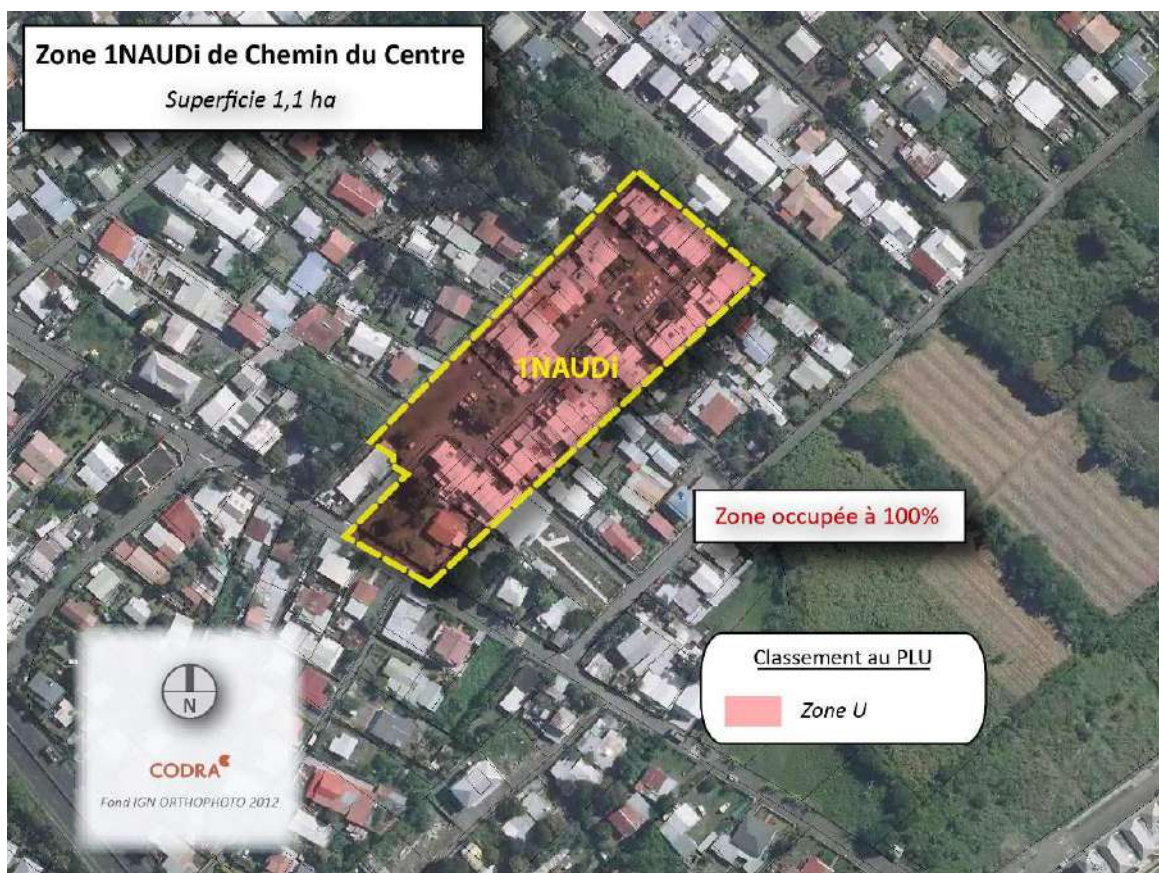 Zone 1NAUDi de Chemin du Centre
Superficie 1,1 ha
1NAUDi
Zone occupée à 100%
Classement au PLU
Zone U
N
CODRA
Fond IGN ORTHOPHOTO 2012